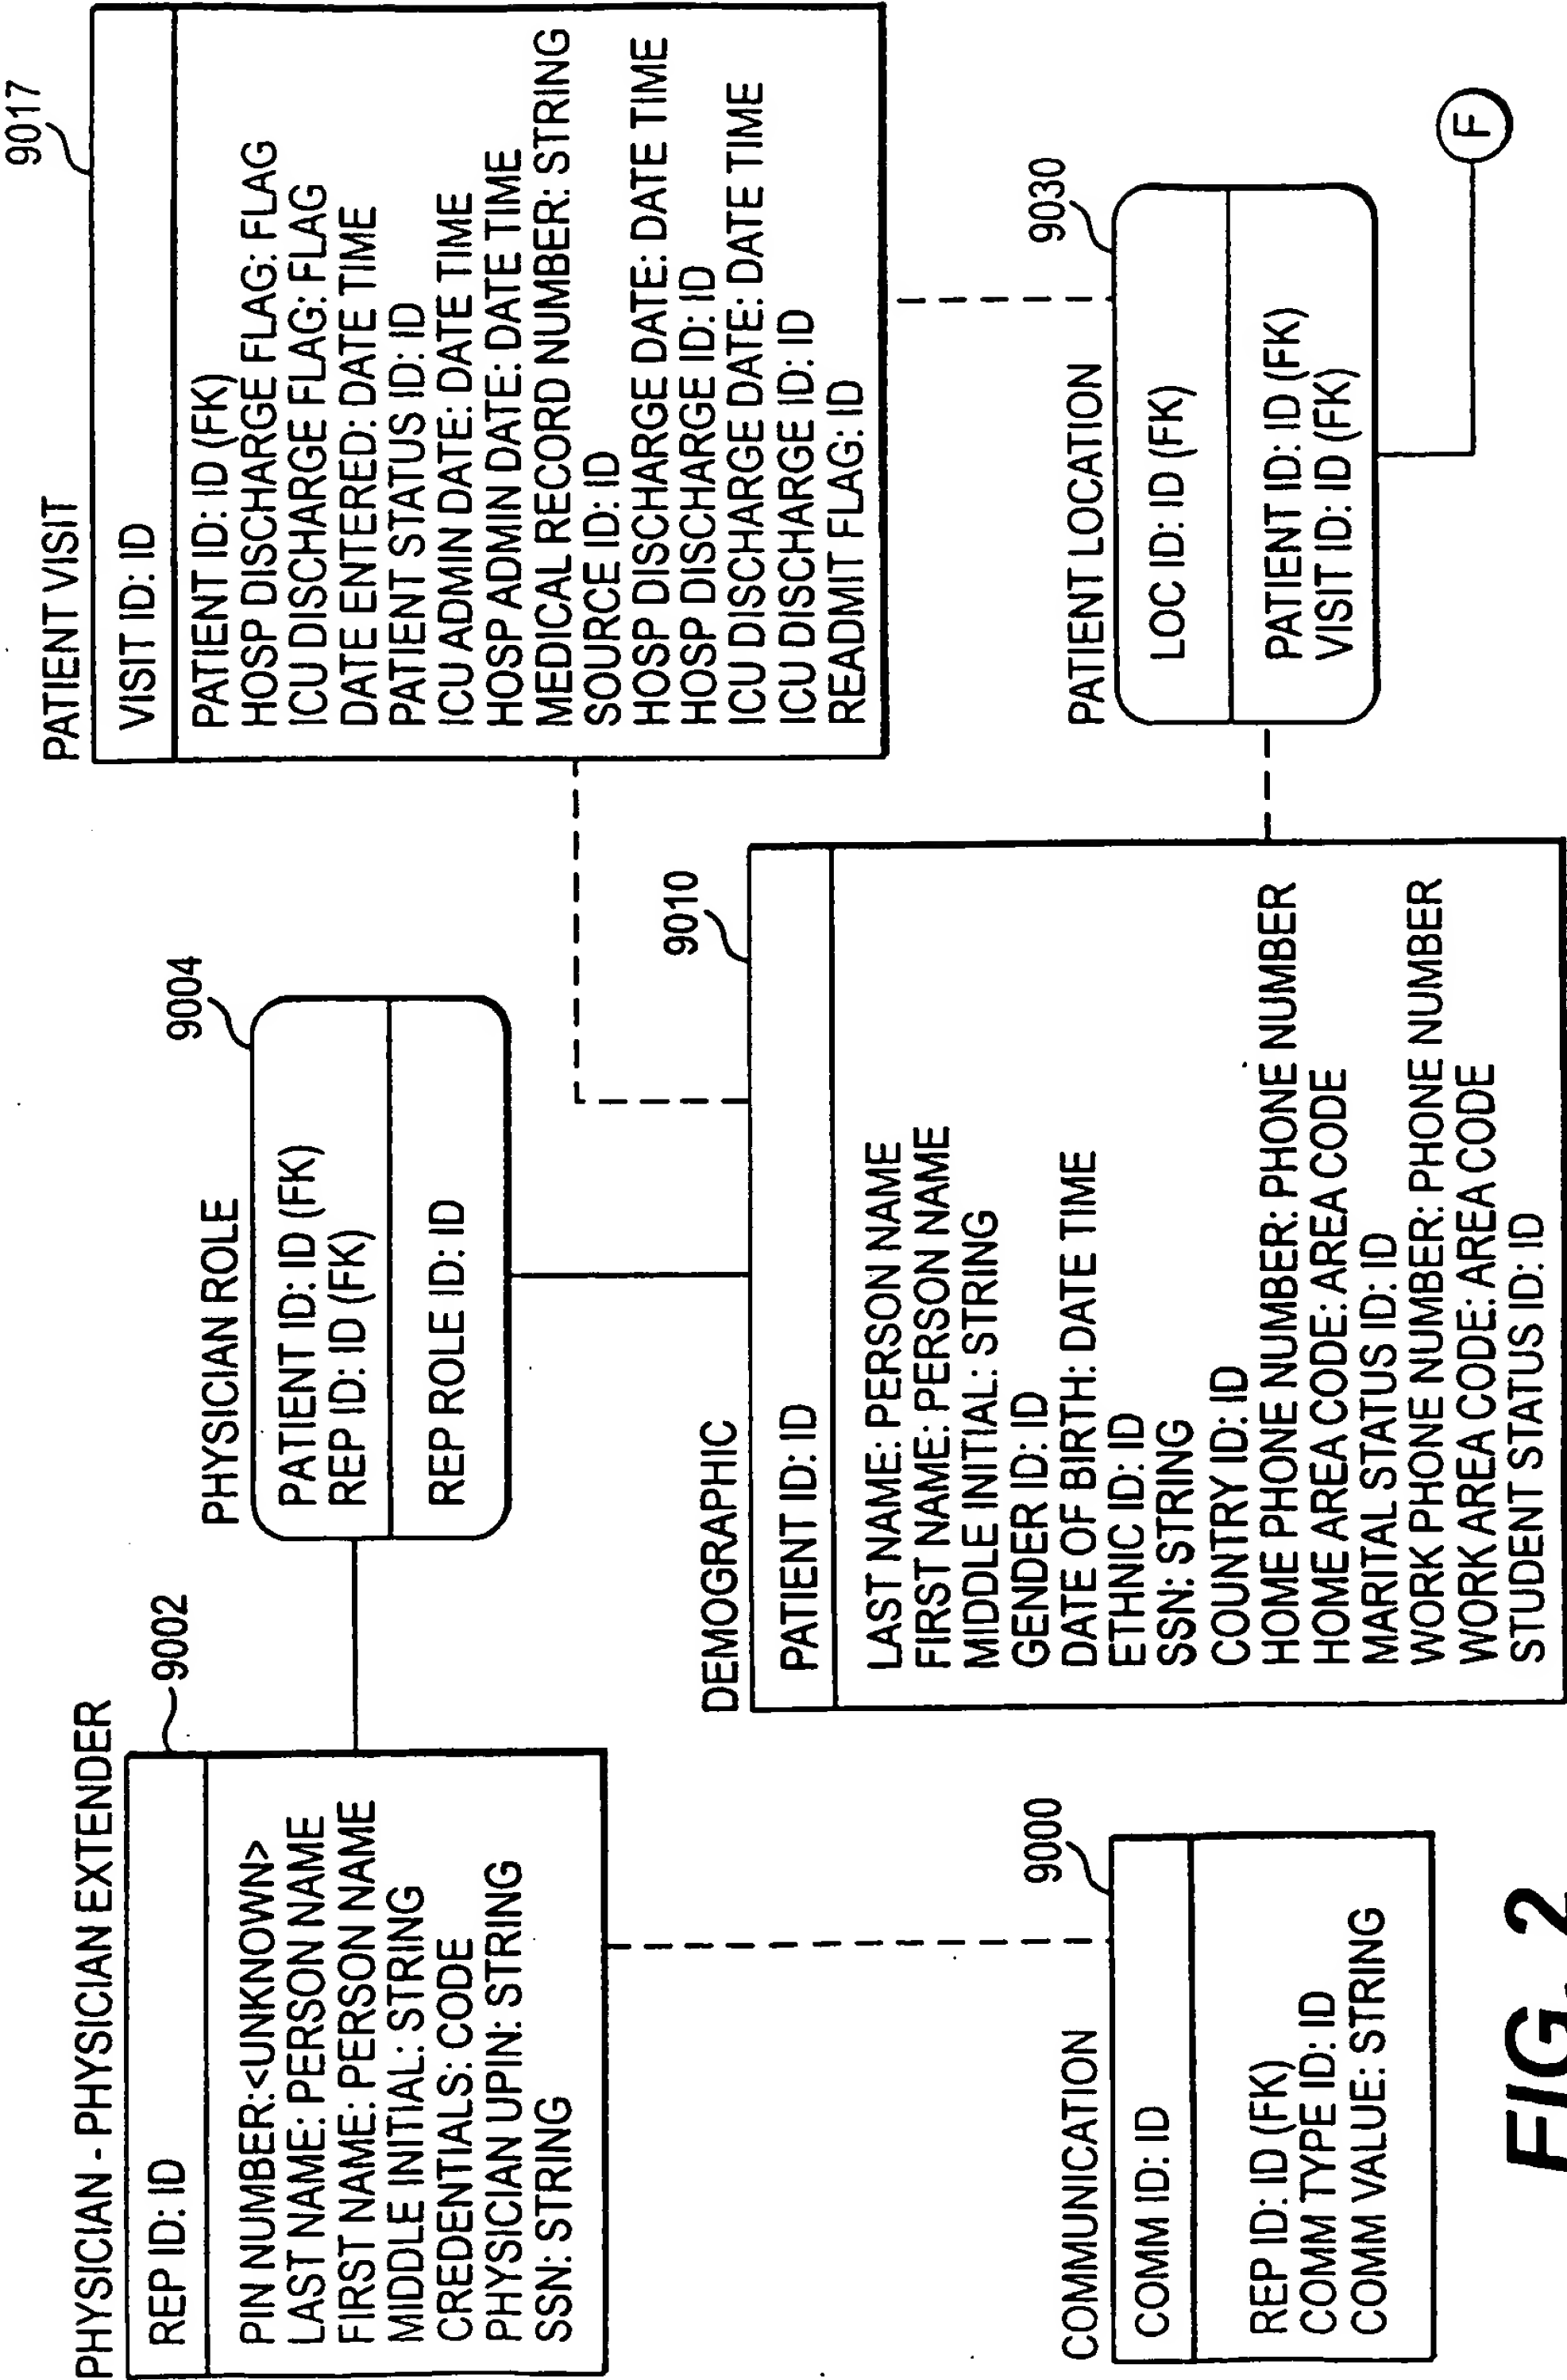 PHYSICIAN - PHYSICIAN EXTENDER
9002
REP ID: ID
PIN NUMBER:<UNKNOWN>
LAST NAME: PERSON NAME
FIRST NAME: PERSON NAME
MIDDLE INITIAL: STRING
CREDENTIALS: CODE
PHYSICIAN UPIN: STRING
SSN: STRING
PHYSICIAN ROLE
9004
PATIENT ID: ID (FK)
REP ID: ID (FK)
REP ROLE ID: ID
PATIENT VISIT
9017
VISIT ID: ID
PATIENT ID: ID (FK)
HOSP DISCHARGE FLAG: FLAG
ICU DISCHARGE FLAG: FLAG
DATE ENTERED: DATE TIME
PATIENT STATUS ID: ID
ICU ADMIN DATE: DATE TIME
HOSP ADMIN DATE: DATE TIME
MEDICAL RECORD NUMBER: STRING
SOURCE ID: ID
HOSP DISCHARGE DATE: DATE TIME
HOSP DISCHARGE ID: ID
ICU DISCHARGE DATE: DATE TIME
ICU DISCHARGE ID: ID
READMIT FLAG: ID
COMMUNICATION
9000
COMM ID: ID
REP ID: ID (FK)
COMM TYPE ID: ID
COMM VALUE: STRING
DEMOGRAPHIC
9010
PATIENT ID: ID
LAST NAME: PERSON NAME
FIRST NAME: PERSON NAME
MIDDLE INITIAL: STRING
GENDER ID: ID
DATE OF BIRTH: DATE TIME
ETHNIC ID: ID
SSN: STRING
COUNTRY ID: ID
HOME PHONE NUMBER: PHONE NUMBER
HOME AREA CODE: AREA CODE
MARITAL STATUS ID: ID
WORK PHONE NUMBER: PHONE NUMBER
WORK AREA CODE: AREA CODE
STUDENT STATUS ID: ID
PATIENT LOCATION
9030
LOC ID: ID (FK)
PATIENT ID: ID (FK)
VISIT ID: ID (FK)
F
FIG. 2